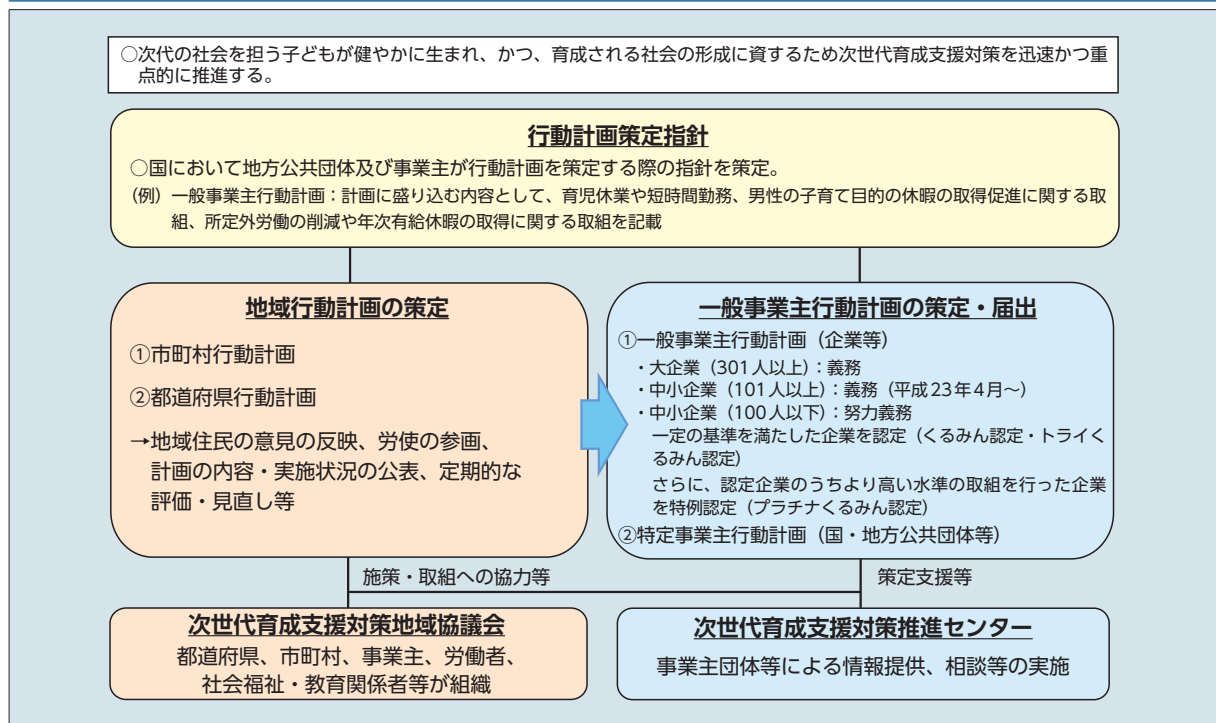 ○次代の社会を担う子どもが健やかに生まれ、かつ、育成される社会の形成に資するため次世代育成支援対策を迅速かつ重
点的に推進する。
行動計画策定指針
○国において地方公共団体及び事業主が行動計画を策定する際の指針を策定。
（例）一般事業主行動計画：計画に盛り込む内容として、育児休業や短時間勤務、男性の子育て目的の休暇の取得促進に関する取
組、所定外労働の削減や年次有給休暇の取得に関する取組を記載
地域行動計画の策定
①市町村行動計画
②都道府県行動計画
→地域住民の意見の反映、労使の参画、
計画の内容・実施状況の公表、定期的な
評価・見直し等
一般事業主行動計画の策定・届出
①一般事業主行動計画（企業等）
・大企業（301人以上）：義務
・中小企業（101人以上）：義務（平成23年4月～）
・中小企業（100人以下）：努力義務
一定の基準を満たした企業を認定（くるみん認定・トライく
るみん認定）
さらに、認定企業のうちより高い水準の取組を行った企業
を特例認定（プラチナくるみん認定）
②特定事業主行動計画（国・地方公共団体等）
施策・取組への協力等
策定支援等
次世代育成支援対策地域協議会
都道府県、市町村、事業主、労働者、
社会福祉・教育関係者等が組織
次世代育成支援対策推進センター
事業主団体等による情報提供、相談等の実施